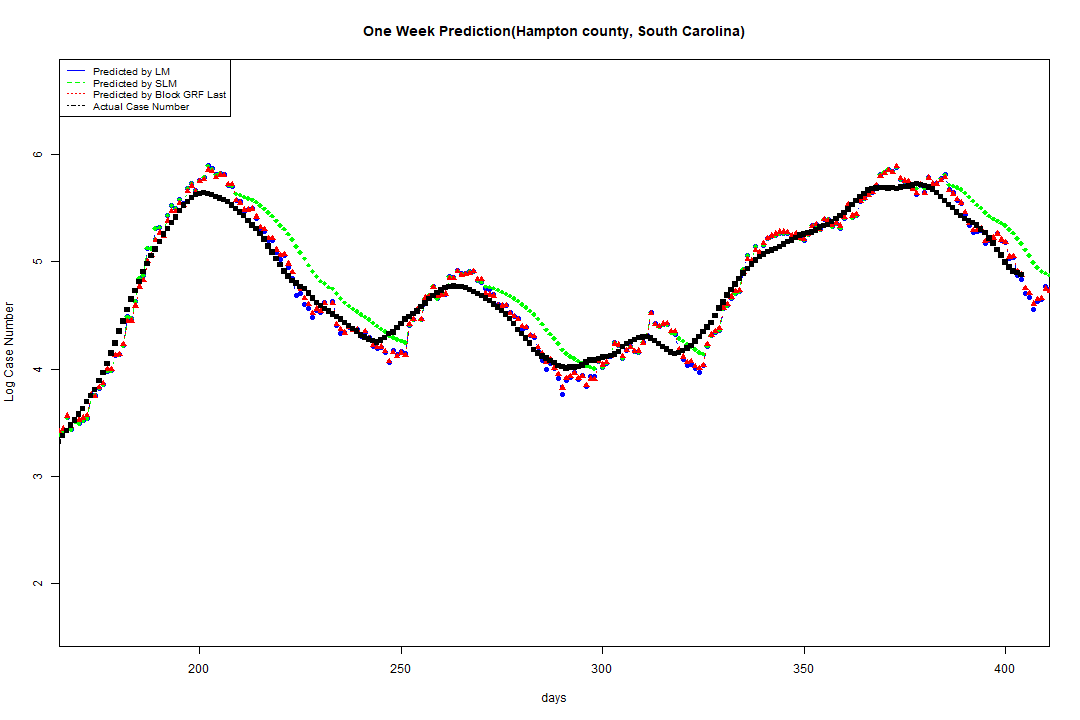 One Week Prediction(Hampton county, South Carolina)
Predicted by LM
Predicted by SLM
Predicted by Block GRF Last
Actual Case Number
6
5
4
3
2
Log Case Number
200 250 300 350 400
days